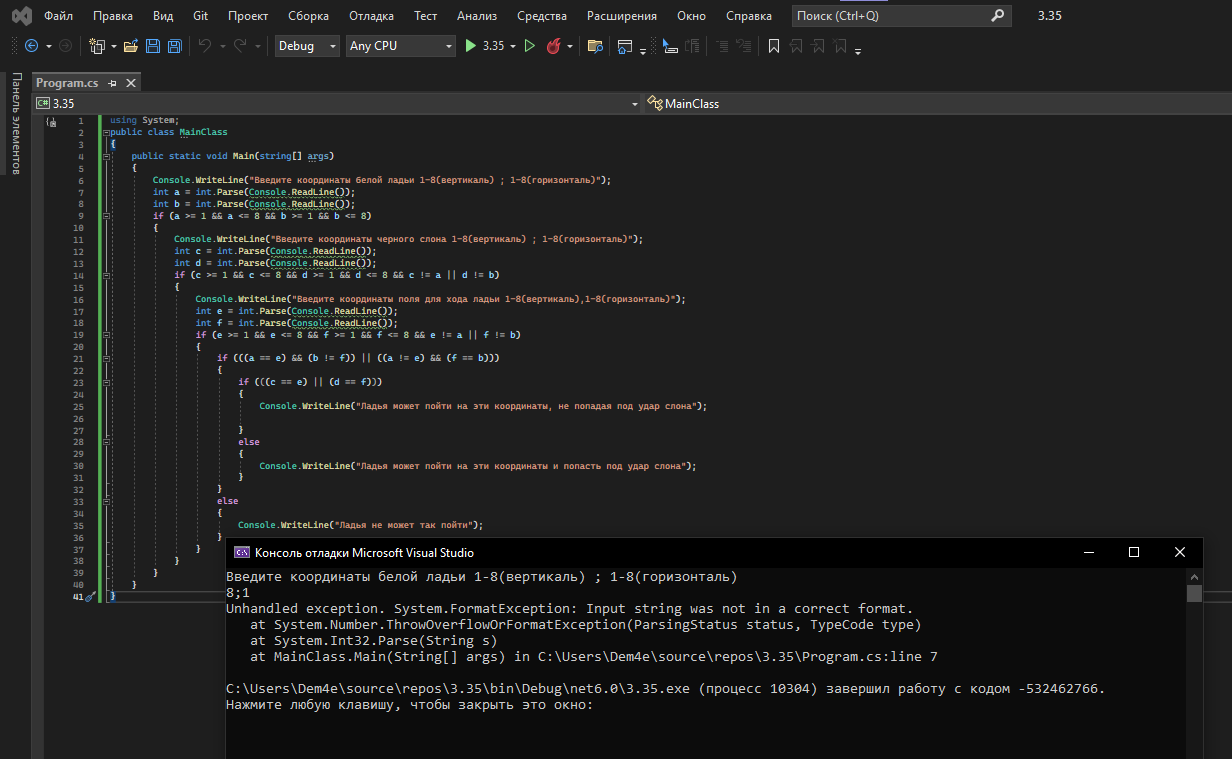 Файл Правка Вид Git Проект Сборка Отладка Тест Анализ Средства Расширения Окно Справка Поиск (Ctrl+Q) 3.35
Debug Any CPU 3.35
Панель элементов
Program.cs
C# 3.35 MainClass
1 using System;
2 public class MainClass
3 {
4 public static void Main(string[] args)
5 {
6 Console.WriteLine("Введите координаты белой ладьи 1-8(вертикаль) ; 1-8(горизонталь)");
7 int a = int.Parse(Console.ReadLine());
8 int b = int.Parse(Console.ReadLine());
9 if (a >= 1 && a <= 8 && b >= 1 && b <= 8)
10 {
11 Console.WriteLine("Введите координаты черного слона 1-8(вертикаль) ; 1-8(горизонталь)");
12 int c = int.Parse(Console.ReadLine());
13 int d = int.Parse(Console.ReadLine());
14 if (c >= 1 && c <= 8 && d >= 1 && d <= 8 && c != a || d != b)
15 {
16 Console.WriteLine("Введите координаты поля для хода ладьи 1-8(вертикаль),1-8(горизонталь)");
17 int e = int.Parse(Console.ReadLine());
18 int f = int.Parse(Console.ReadLine());
19 if (e >= 1 && e <= 8 && f >= 1 && f <= 8 && e != a || f != b)
20 {
21 if (((a == e) && (b != f)) || ((a != e) && (f == b)))
22 {
23 if (((c == e) || (d == f)))
24 {
25 Console.WriteLine("Ладья может пойти на эти координаты, не попадая под удар слона");
26
27 }
28 else
29 {
30 Console.WriteLine("Ладья может пойти на эти координаты и попасть под удар слона");
31 }
32 }
33 else
34 {
35 Console.WriteLine("Ладья не может так пойти");
36 }
37 }
38 }
39 }
40 }
41 }
C:\ Консоль отладки Microsoft Visual Studio
Введите координаты белой ладьи 1-8(вертикаль) ; 1-8(горизонталь)
8;1
Unhandled exception. System.FormatException: Input string was not in a correct format.
at System.Number.ThrowOverflowOrFormatException(ParsingStatus status, TypeCode type)
at System.Int32.Parse(String s)
at MainClass.Main(String[] args) in C:\Users\Dem4e\source\repos\3.35\Program.cs:line 7
C:\Users\Dem4e\source\repos\3.35\bin\Debug\net6.0\3.35.exe (процесс 10304) завершил работу с кодом -532462766.
Нажмите любую клавишу, чтобы закрыть это окно: